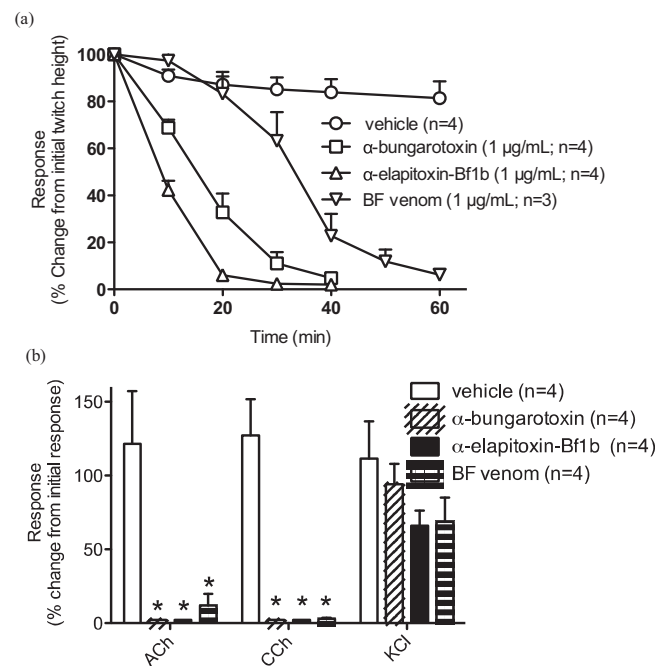 (a)
Response
(% Change from initial twitch height)
100
80
60
40
20
0
vehicle (n=4)
α-bungarotoxin (1 µg/mL; n=4)
α-elapitoxin-Bf1b (1 µg/mL; n=4)
BF venom (1 µg/mL; n=3)
0 20 40 60
Time (min)
(b)
Response
(% change from initial response)
150
100
50
0
vehicle (n=4)
α-bungarotoxin (n=4)
α-elapitoxin-Bf1b (n=4)
BF venom (n=4)
* * *
* * *
ACh CCh KCl